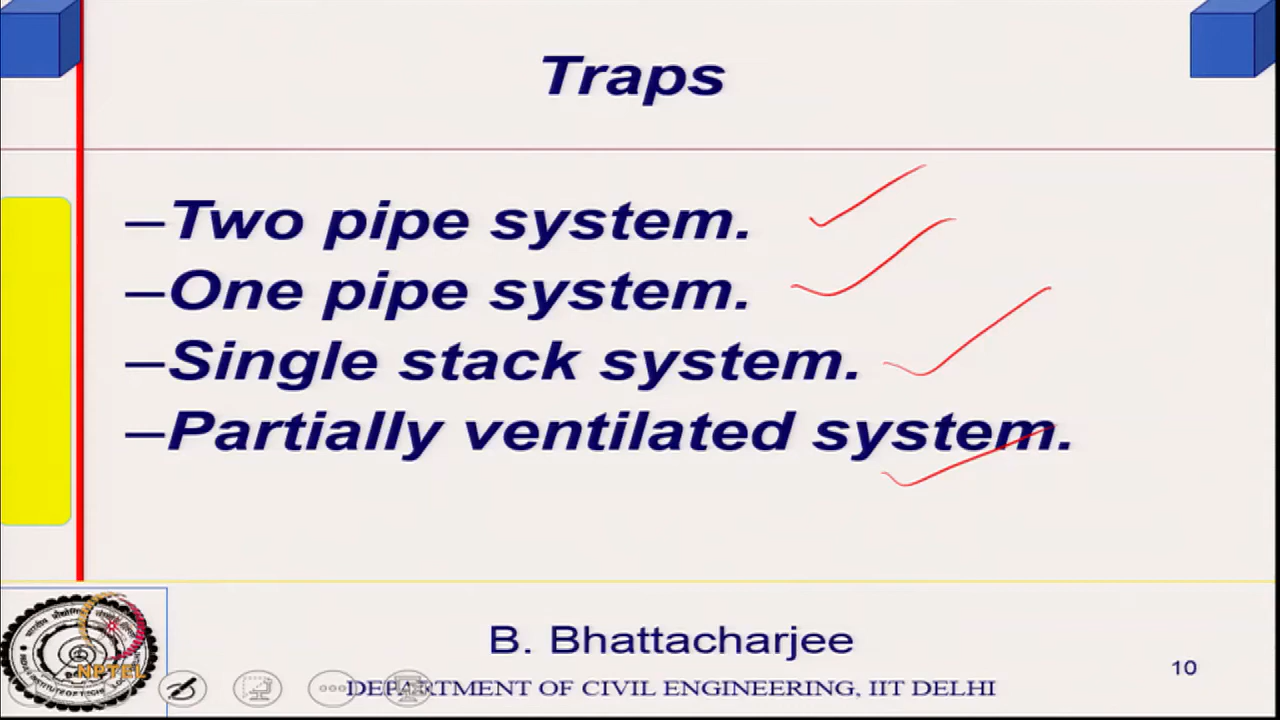 Traps
–Two pipe system.
–One pipe system.
–Single stack system.
–Partially ventilated system.
B. Bhattacharjee
10
DEPARTMENT OF CIVIL ENGINEERING, IIT DELHI
NPTEL